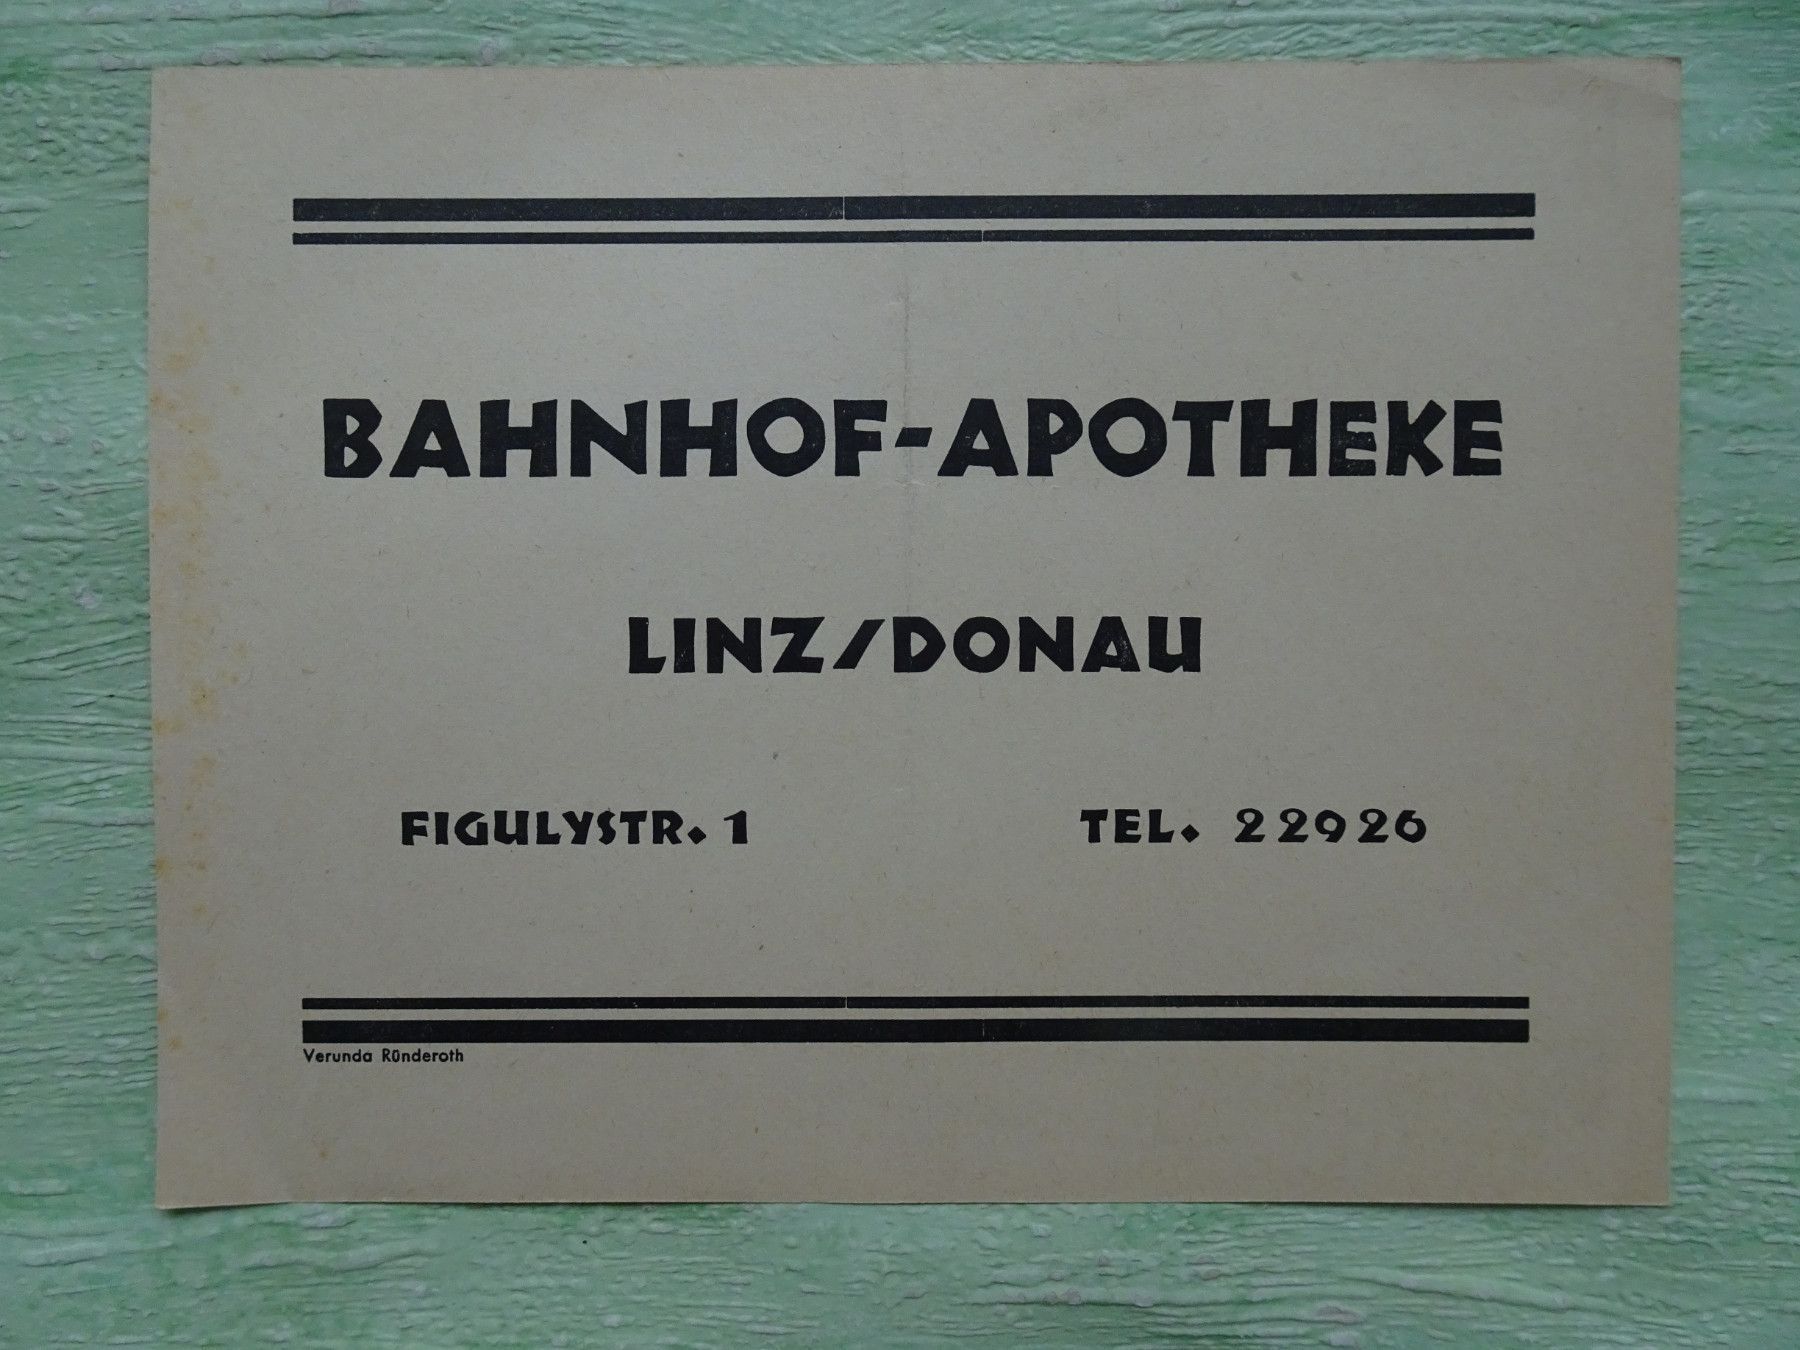 BAHNHOF-APOTHEKE
LINZ/DONAU
FIGULYSTR. 1 TEL. 22926
Verunda Ründeroth